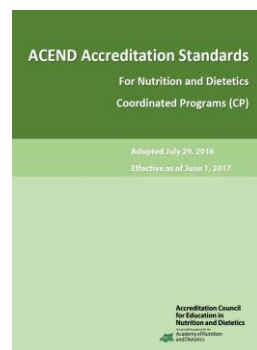 ACEND Accreditation Standards
For Nutrition and Dietetics
Coordinated Programs (CP)
Adopted July 29, 2016
Effective as of June 1, 2017
Accreditation Council
for Education in
Nutrition and Dietetics
Academy of Nutrition
right. and Dietetics